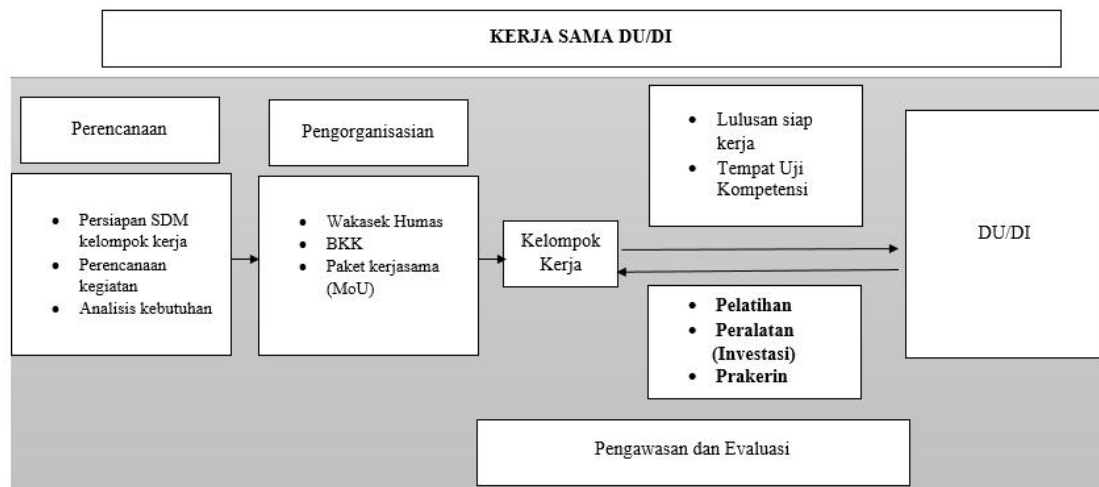 KERJA SAMA DU/DI
Perencanaan
• Persiapan SDM
kelompok kerja
• Perencanaan
kegiatan
• Analisis kebutuhan
Pengorganisasian
• Wakasek Humas
• BKK
• Paket kerjasama
(MoU)
Kelompok
Kerja
• Lulusan siap
kerja
• Tempat Uji
Kompetensi
• Pelatihan
• Peralatan
(Investasi)
• Prakerin
DU/DI
Pengawasan dan Evaluasi